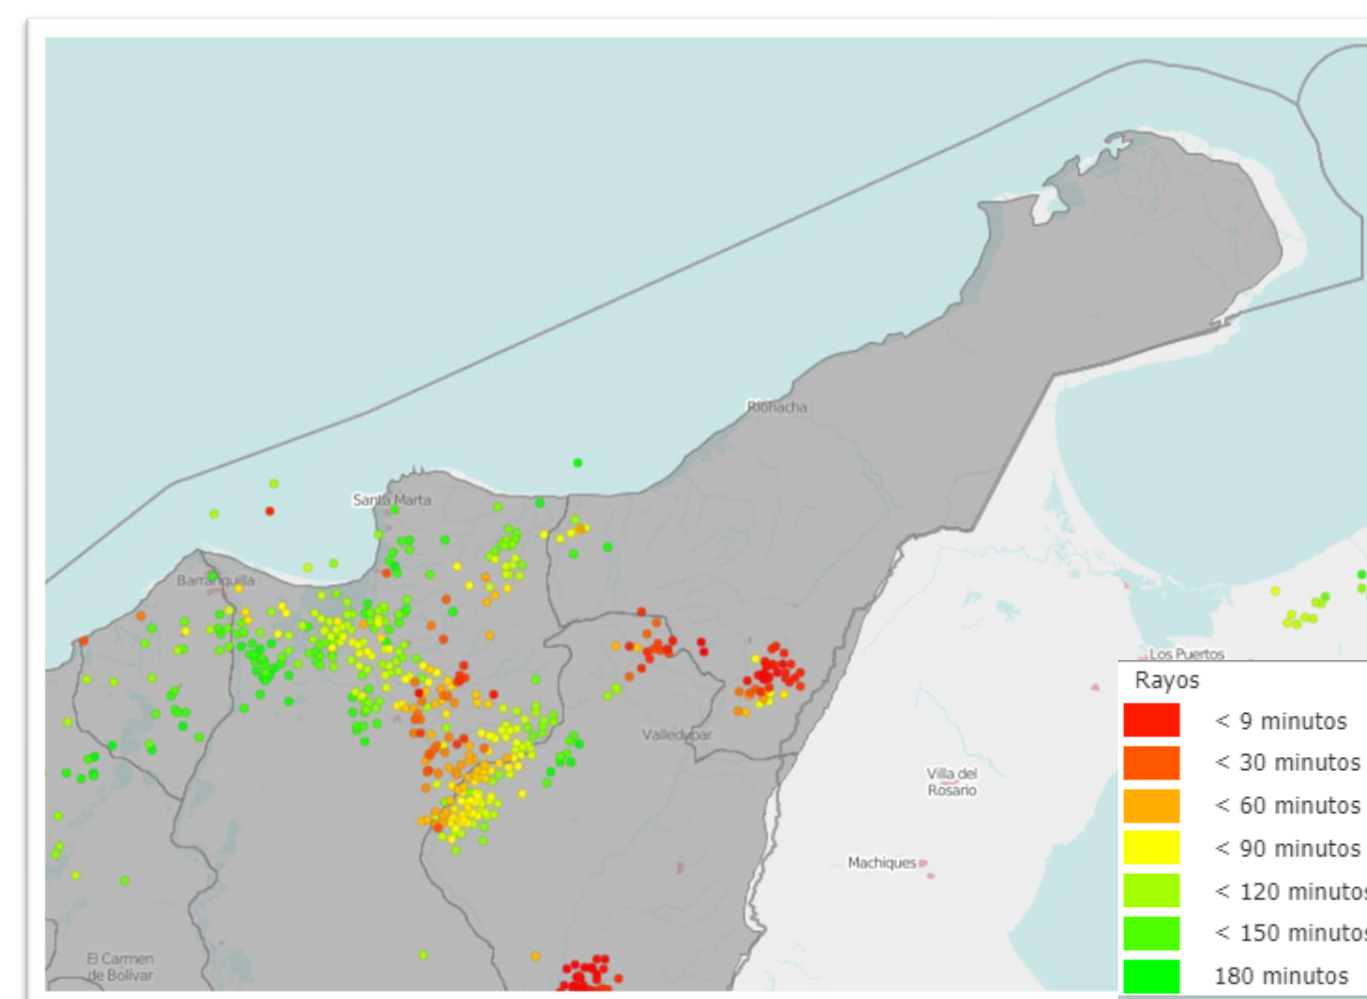 Riohacha
Santa Marta
Barranquilla
Los Puertos
Valledupar
Villa del
Rosario
Machiques
El Carmen
de Bolívar
Rayos
< 9 minutos
< 30 minutos
< 60 minutos
< 90 minutos
< 120 minutos
< 150 minutos
180 minutos